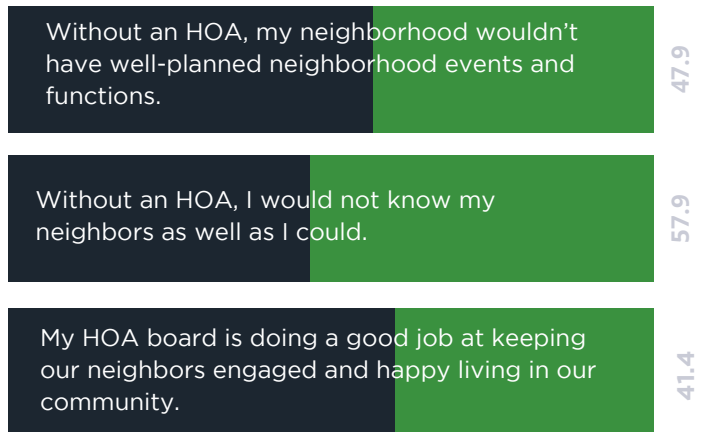 Without an HOA, my neighborhood wouldn’t
have well-planned neighborhood events and
functions.
47.9
Without an HOA, I would not know my
neighbors as well as I could.
57.9
My HOA board is doing a good job at keeping
our neighbors engaged and happy living in our
community.
41.4